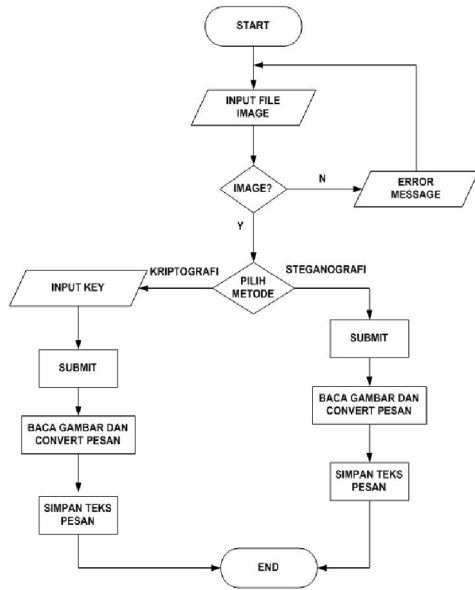 START
INPUT FILE
IMAGE
IMAGE?
N
ERROR
MESSAGE
Y
KRIPTOGRAFI
STEGANOGRAFI
PILIH
METODE
INPUT KEY
SUBMIT
BACA GAMBAR DAN
CONVERT PESAN
SIMPAN TEKS
PESAN
SUBMIT
BACA GAMBAR DAN
CONVERT PESAN
SIMPAN TEKS
PESAN
END